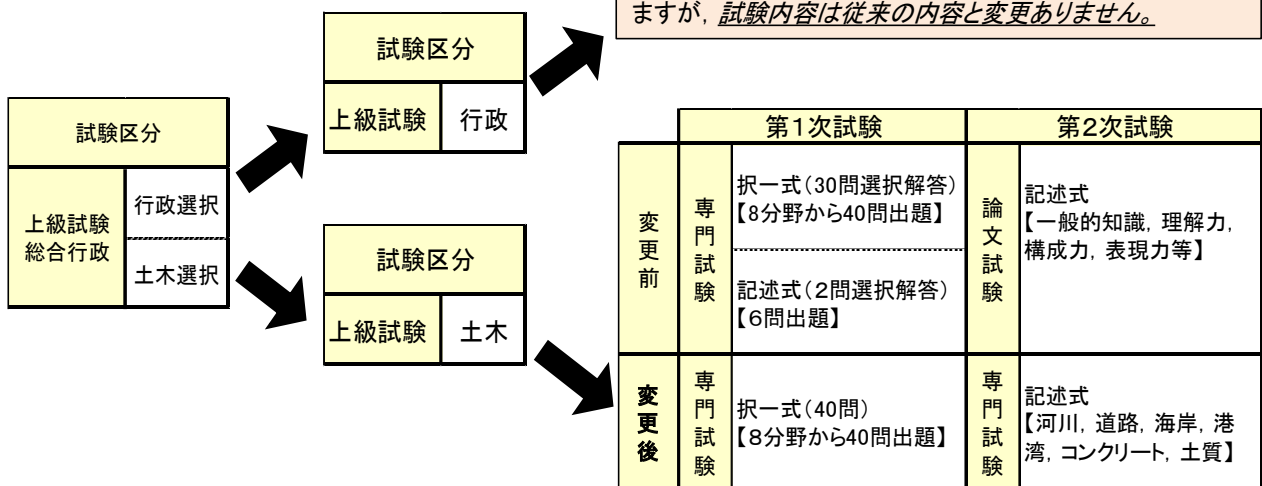 ますが，試験内容は従来の内容と変更ありません。
試験区分
上級試験 行政
試験区分
上級試験
総合行政
行政選択
土木選択
試験区分
上級試験 土木
第1次試験 第2次試験
変更前
専門試験
択一式（30問選択解答）
【8分野から40問出題】
記述式（2問選択解答）
【6問出題】
論文試験
記述式
【一般的知識，理解力，
構成力，表現力等】
変更後
専門試験
択一式（40問）
【8分野から40問出題】
専門試験
記述式
【河川，道路，海岸，港
湾，コンクリート，土質】